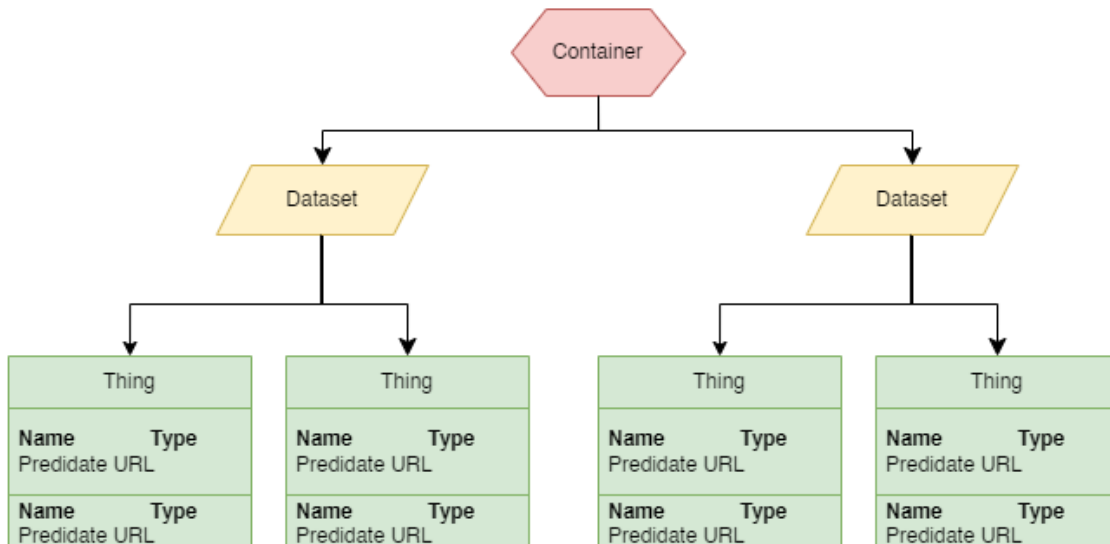 Container
Dataset Dataset
Thing Thing Thing Thing
Name Type Name Type Name Type Name Type
Predidate URL Predidate URL Predidate URL Predidate URL
Name Type Name Type Name Type Name Type
Predidate URL Predidate URL Predidate URL Predidate URL